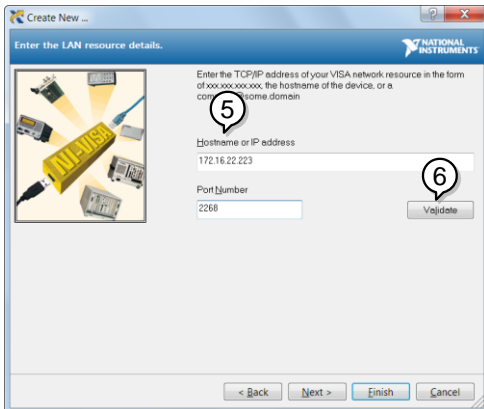 Create New ...
Enter the LAN resource details.
NATIONAL
INSTRUMENTS
Enter the TCP/IP address of your VISA network resource in the form
of xxx.xxx.xxx.xxx, the hostname of the device, or a
@some.domain
5
Hostname or IP address
172.16.22.223
6
Port Number
2268
Validate
NI-VISA
< Back
Next >
Finish
Cancel